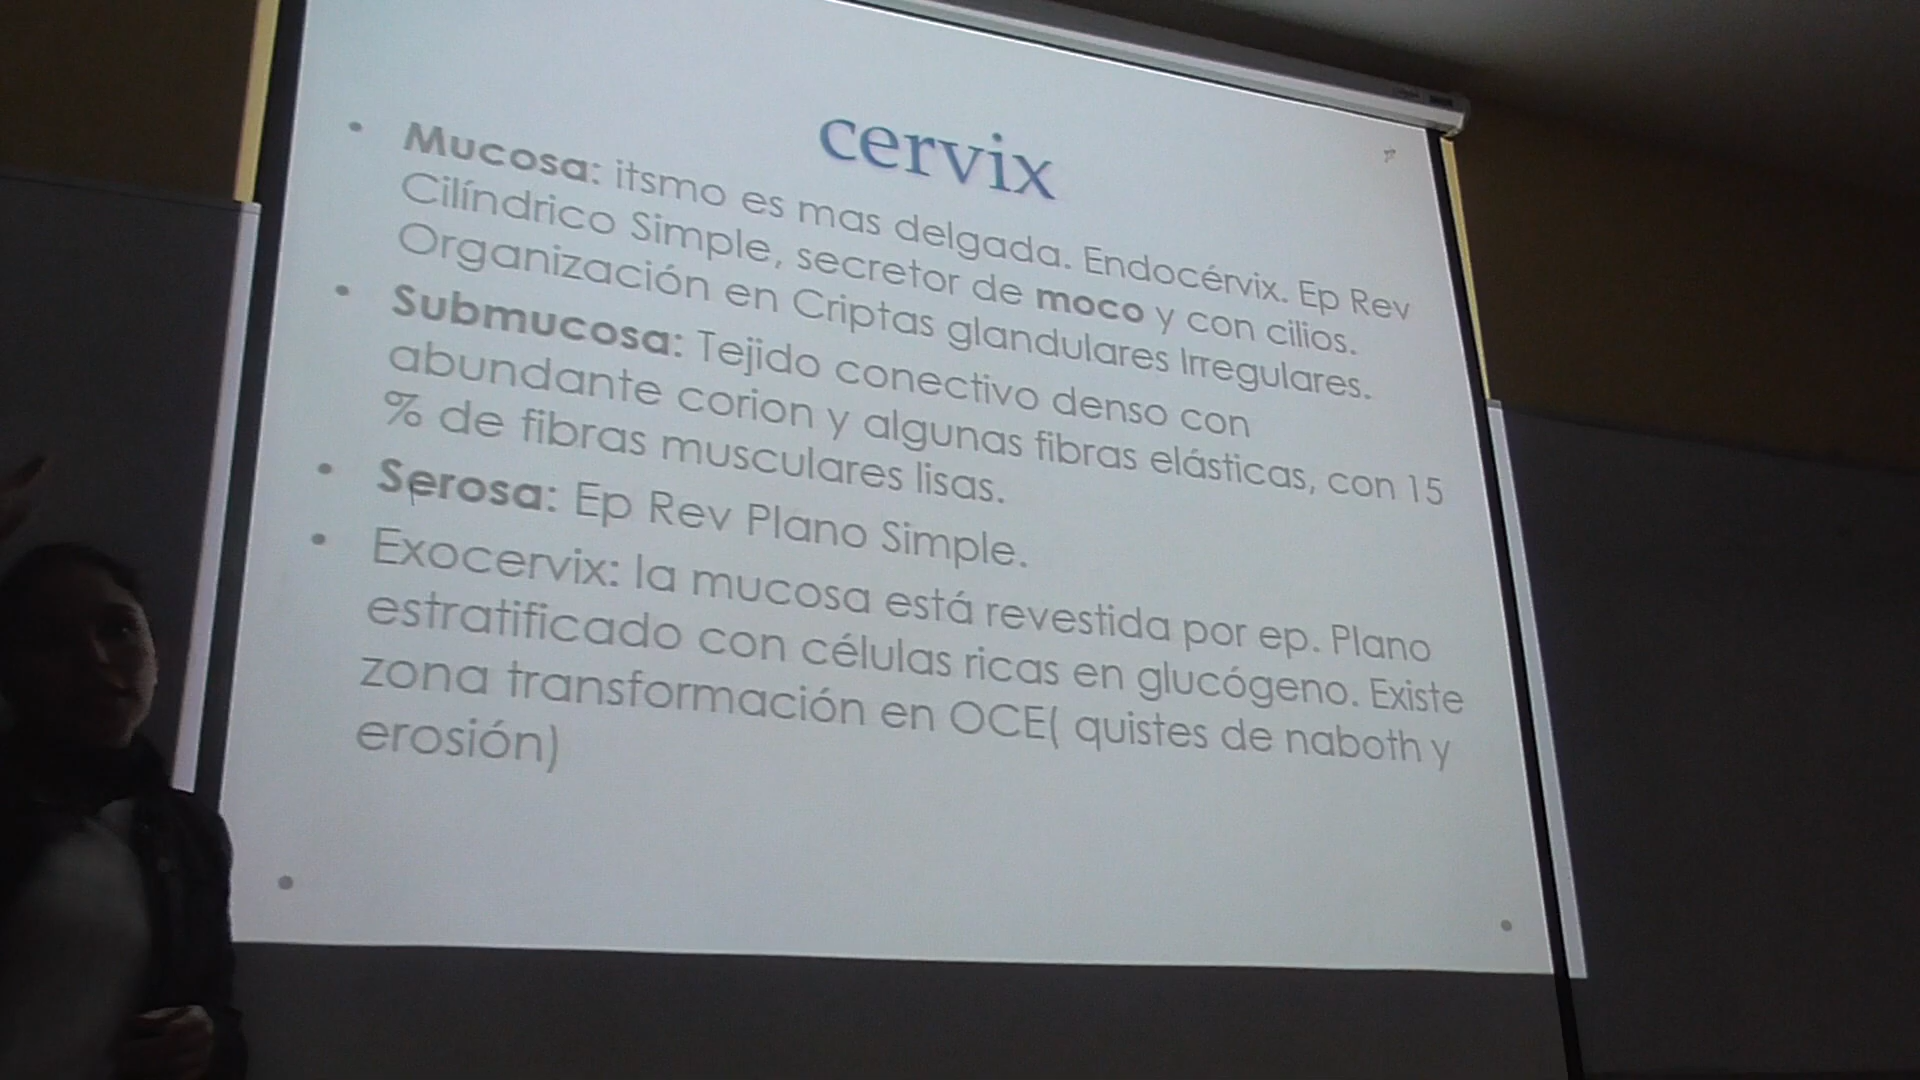 cervix
• Mucosa: itsmo es mas delgada. Endocérvix. Ep Rev
Cilíndrico Simple, secretor de moco y con cilios.
Organización en Criptas glandulares Irregulares.
• Submucosa: Tejido conectivo denso con
abundante corion y algunas fibras elásticas, con 15
% de fibras musculares lisas.
• Serosa: Ep Rev Plano Simple.
• Exocervix: la mucosa está revestida por ep. Plano
estratificado con células ricas en glucógeno. Existe
zona transformación en OCE( quistes de naboth y
erosión)